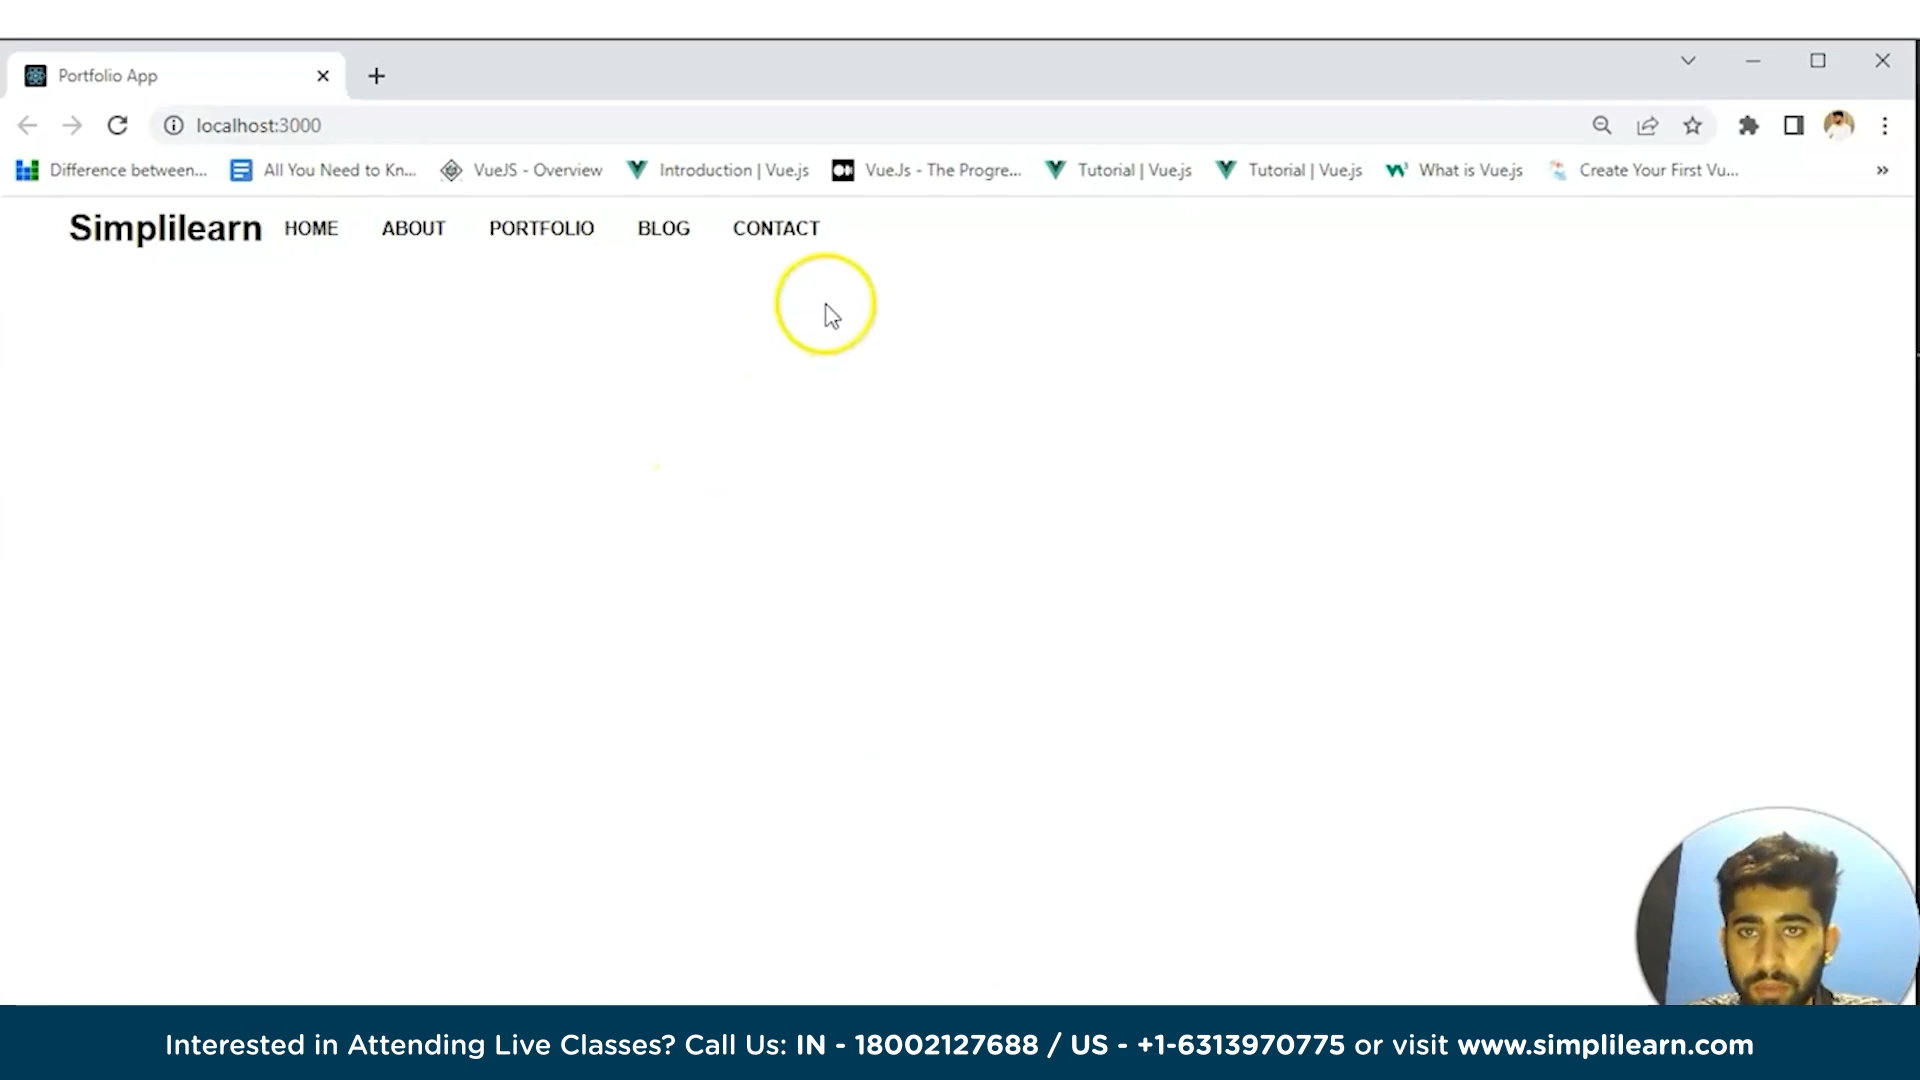 Portfolio App
localhost:3000
Difference between... All You Need to Kn... VueJS - Overview Introduction | Vue.js VueJs - The Progre... Tutorial | Vue.js Tutorial | Vue.js What is Vue.js Create Your First Vu... »
Simplilearn HOME ABOUT PORTFOLIO BLOG CONTACT
Interested in Attending Live Classes? Call Us: IN - 18002127688 / US - +1-6313970775 or visit www.simplilearn.com